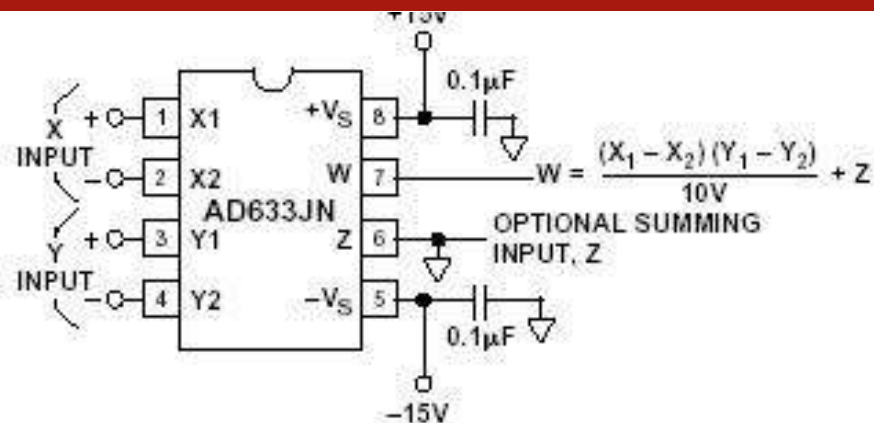 +15V
0.1μF
X INPUT
+ 1 X1
+VS 8
– 2 X2
W 7
W = (X1 – X2) (Y1 – Y2) / 10V + Z
AD633JN
Y INPUT
+ 3 Y1
Z 6
OPTIONAL SUMMING
INPUT, Z
– 4 Y2
–VS 5
0.1μF
–15V